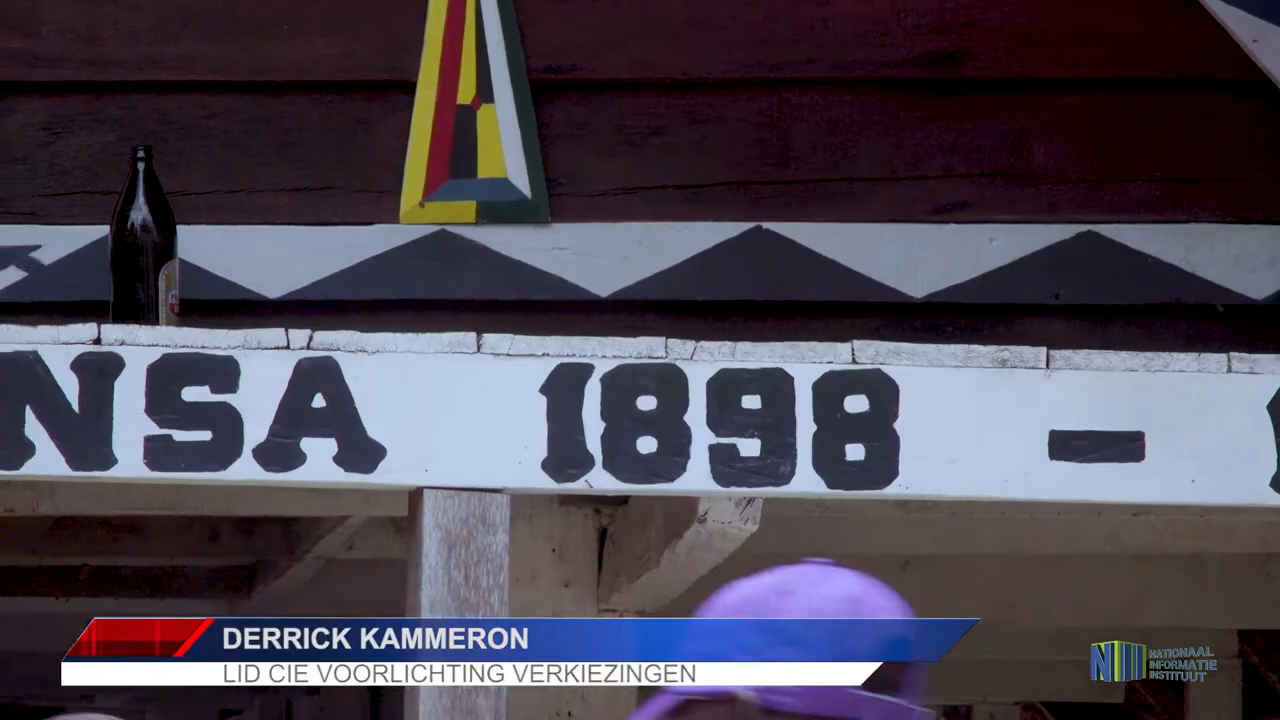 NSA 1898 -
DERRICK KAMMERON
LID CIE VOORLICHTING VERKIEZINGEN
NATIONAAL
INFORMATIE
INSTITUUT